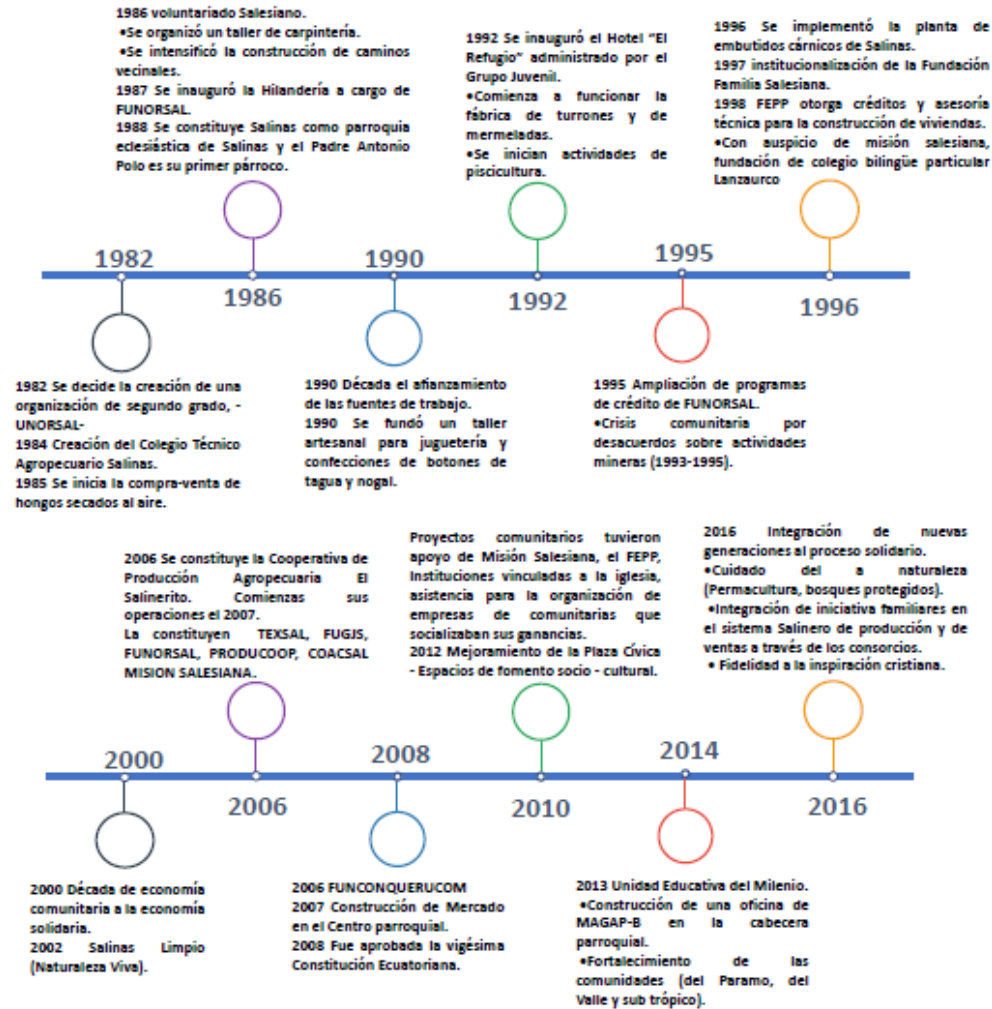 1986 voluntariado Salesiano.
•Se organizó un taller de carpintería.
•Se intensificó la construcción de caminos
vecinales.
1987 Se inauguró la Hilandería a cargo de
FUNORSAL.
1988 Se constituye Salinas como parroquia
eclesiástica de Salinas y el Padre Antonio
Polo es su primer párroco.
1992 Se inauguró el Hotel "El
Refugio" administrado por el
Grupo Juvenil.
•Comienza a funcionar la
fábrica de turrones y de
mermeladas.
•Se inician actividades de
piscicultura.
1996 Se implementó la planta de
embutidos cárnicos de Salinas.
1997 institucionalización de la Fundación
Familia Salesiana.
1998 FEPP otorga créditos y asesoría
técnica para la construcción de viviendas.
•Con auspicio de misión salesiana,
fundación de colegio bilingüe particular
Lanzaurco
1982
1986
1990
1992
1995
1996
1982 Se decide la creación de una
organización de segundo grado, -
UNORSAL-
1984 Creación del Colegio Técnico
Agropecuario Salinas.
1985 Se inicia la compra-venta de
hongos secados al aire.
1990 Década el afianzamiento
de las fuentes de trabajo.
1990 Se fundó un taller
artesanal para juguetería y
confecciones de botones de
tagua y nogal.
1995 Ampliación de programas
de crédito de FUNORSAL.
•Crisis comunitaria por
desacuerdos sobre actividades
mineras (1993-1995).
2006 Se constituye la Cooperativa de
Producción Agropecuaria El
Salinerito. Comienzas sus
operaciones el 2007.
La constituyen TEXSAL, FUGJS,
FUNORSAL, PRODUCOOP, COACSAL
MISION SALESIANA.
Proyectos comunitarios tuvieron
apoyo de Misión Salesiana, el FEPP,
Instituciones vinculadas a la iglesia,
asistencia para la organización de
empresas de comunitarias que
socializaban sus ganancias.
2012 Mejoramiento de la Plaza Cívica
- Espacios de fomento socio - cultural.
2016 Integración de nuevas
generaciones al proceso solidario.
•Cuidado del a naturaleza
(Permacultura, bosques protegidos).
•Integración de iniciativa familiares en
el sistema Salinero de producción y de
ventas a través de los consorcios.
• Fidelidad a la inspiración cristiana.
2000
2006
2008
2010
2014
2016
2000 Década de economía
comunitaria a la economía
solidaria.
2002 Salinas Limpio
(Naturaleza Viva).
2006 FUNCONQUERUCOM
2007 Construcción de Mercado
en el Centro parroquial.
2008 Fue aprobada la vigésima
Constitución Ecuatoriana.
2013 Unidad Educativa del Milenio.
•Construcción de una oficina de
MAGAP-B en la cabecera
parroquial.
•Fortalecimiento de las
comunidades (del Paramo, del
Valle y sub trópico).